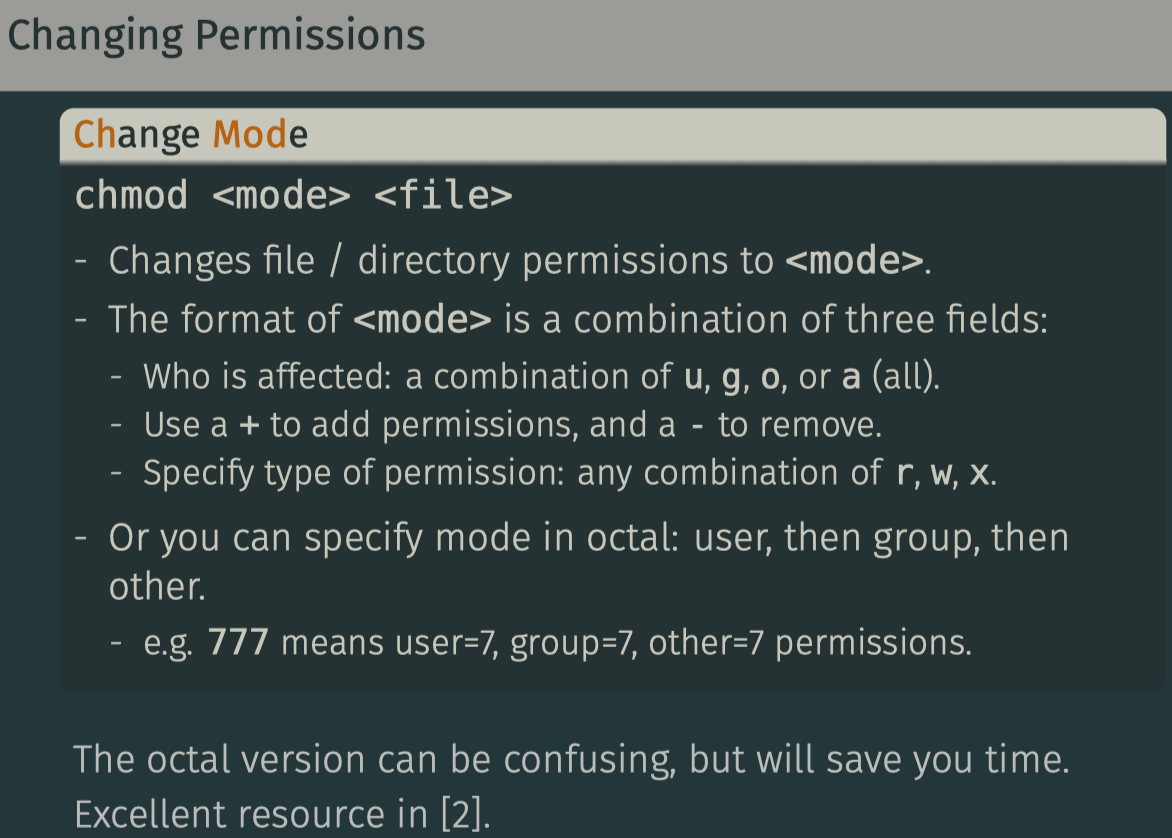 Changing Permissions
Change Mode
chmod <mode> <file>
- Changes file / directory permissions to <mode>.
- The format of <mode> is a combination of three fields:
- Who is affected: a combination of u, g, o, or a (all).
- Use a + to add permissions, and a - to remove.
- Specify type of permission: any combination of r, w, x.
- Or you can specify mode in octal: user, then group, then
other.
- e.g. 777 means user=7, group=7, other=7 permissions.
The octal version can be confusing, but will save you time.
Excellent resource in [2].